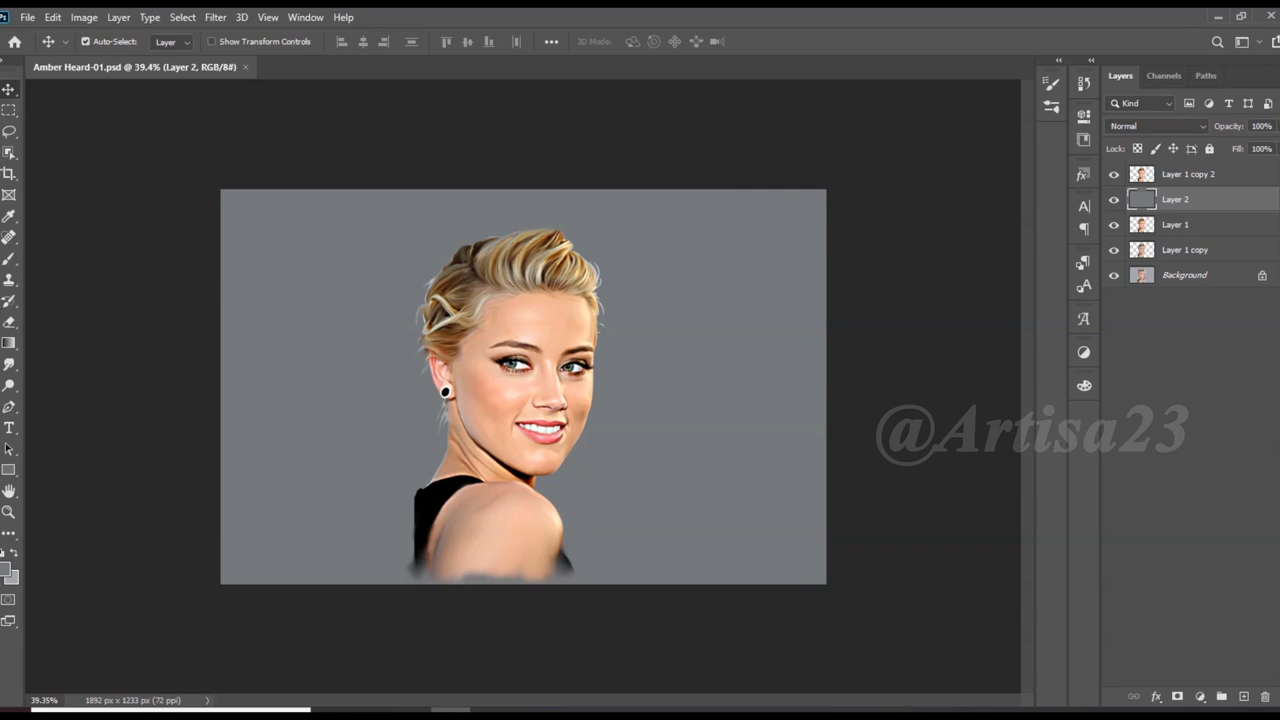 File Edit Image Layer Type Select Filter 3D View Window Help
Auto-Select: Layer Show Transform Controls 3D Mode:
Amber Heard-01.psd @ 39.4% (Layer 2, RGB/8#) ×
Layers Channels Paths
Kind
Normal Opacity: 100%
Lock: Fill: 100%
Layer 1 copy 2
Layer 2
Layer 1
Layer 1 copy
Background
@Artisa23
39.35% 1892 px x 1233 px (72 ppi)